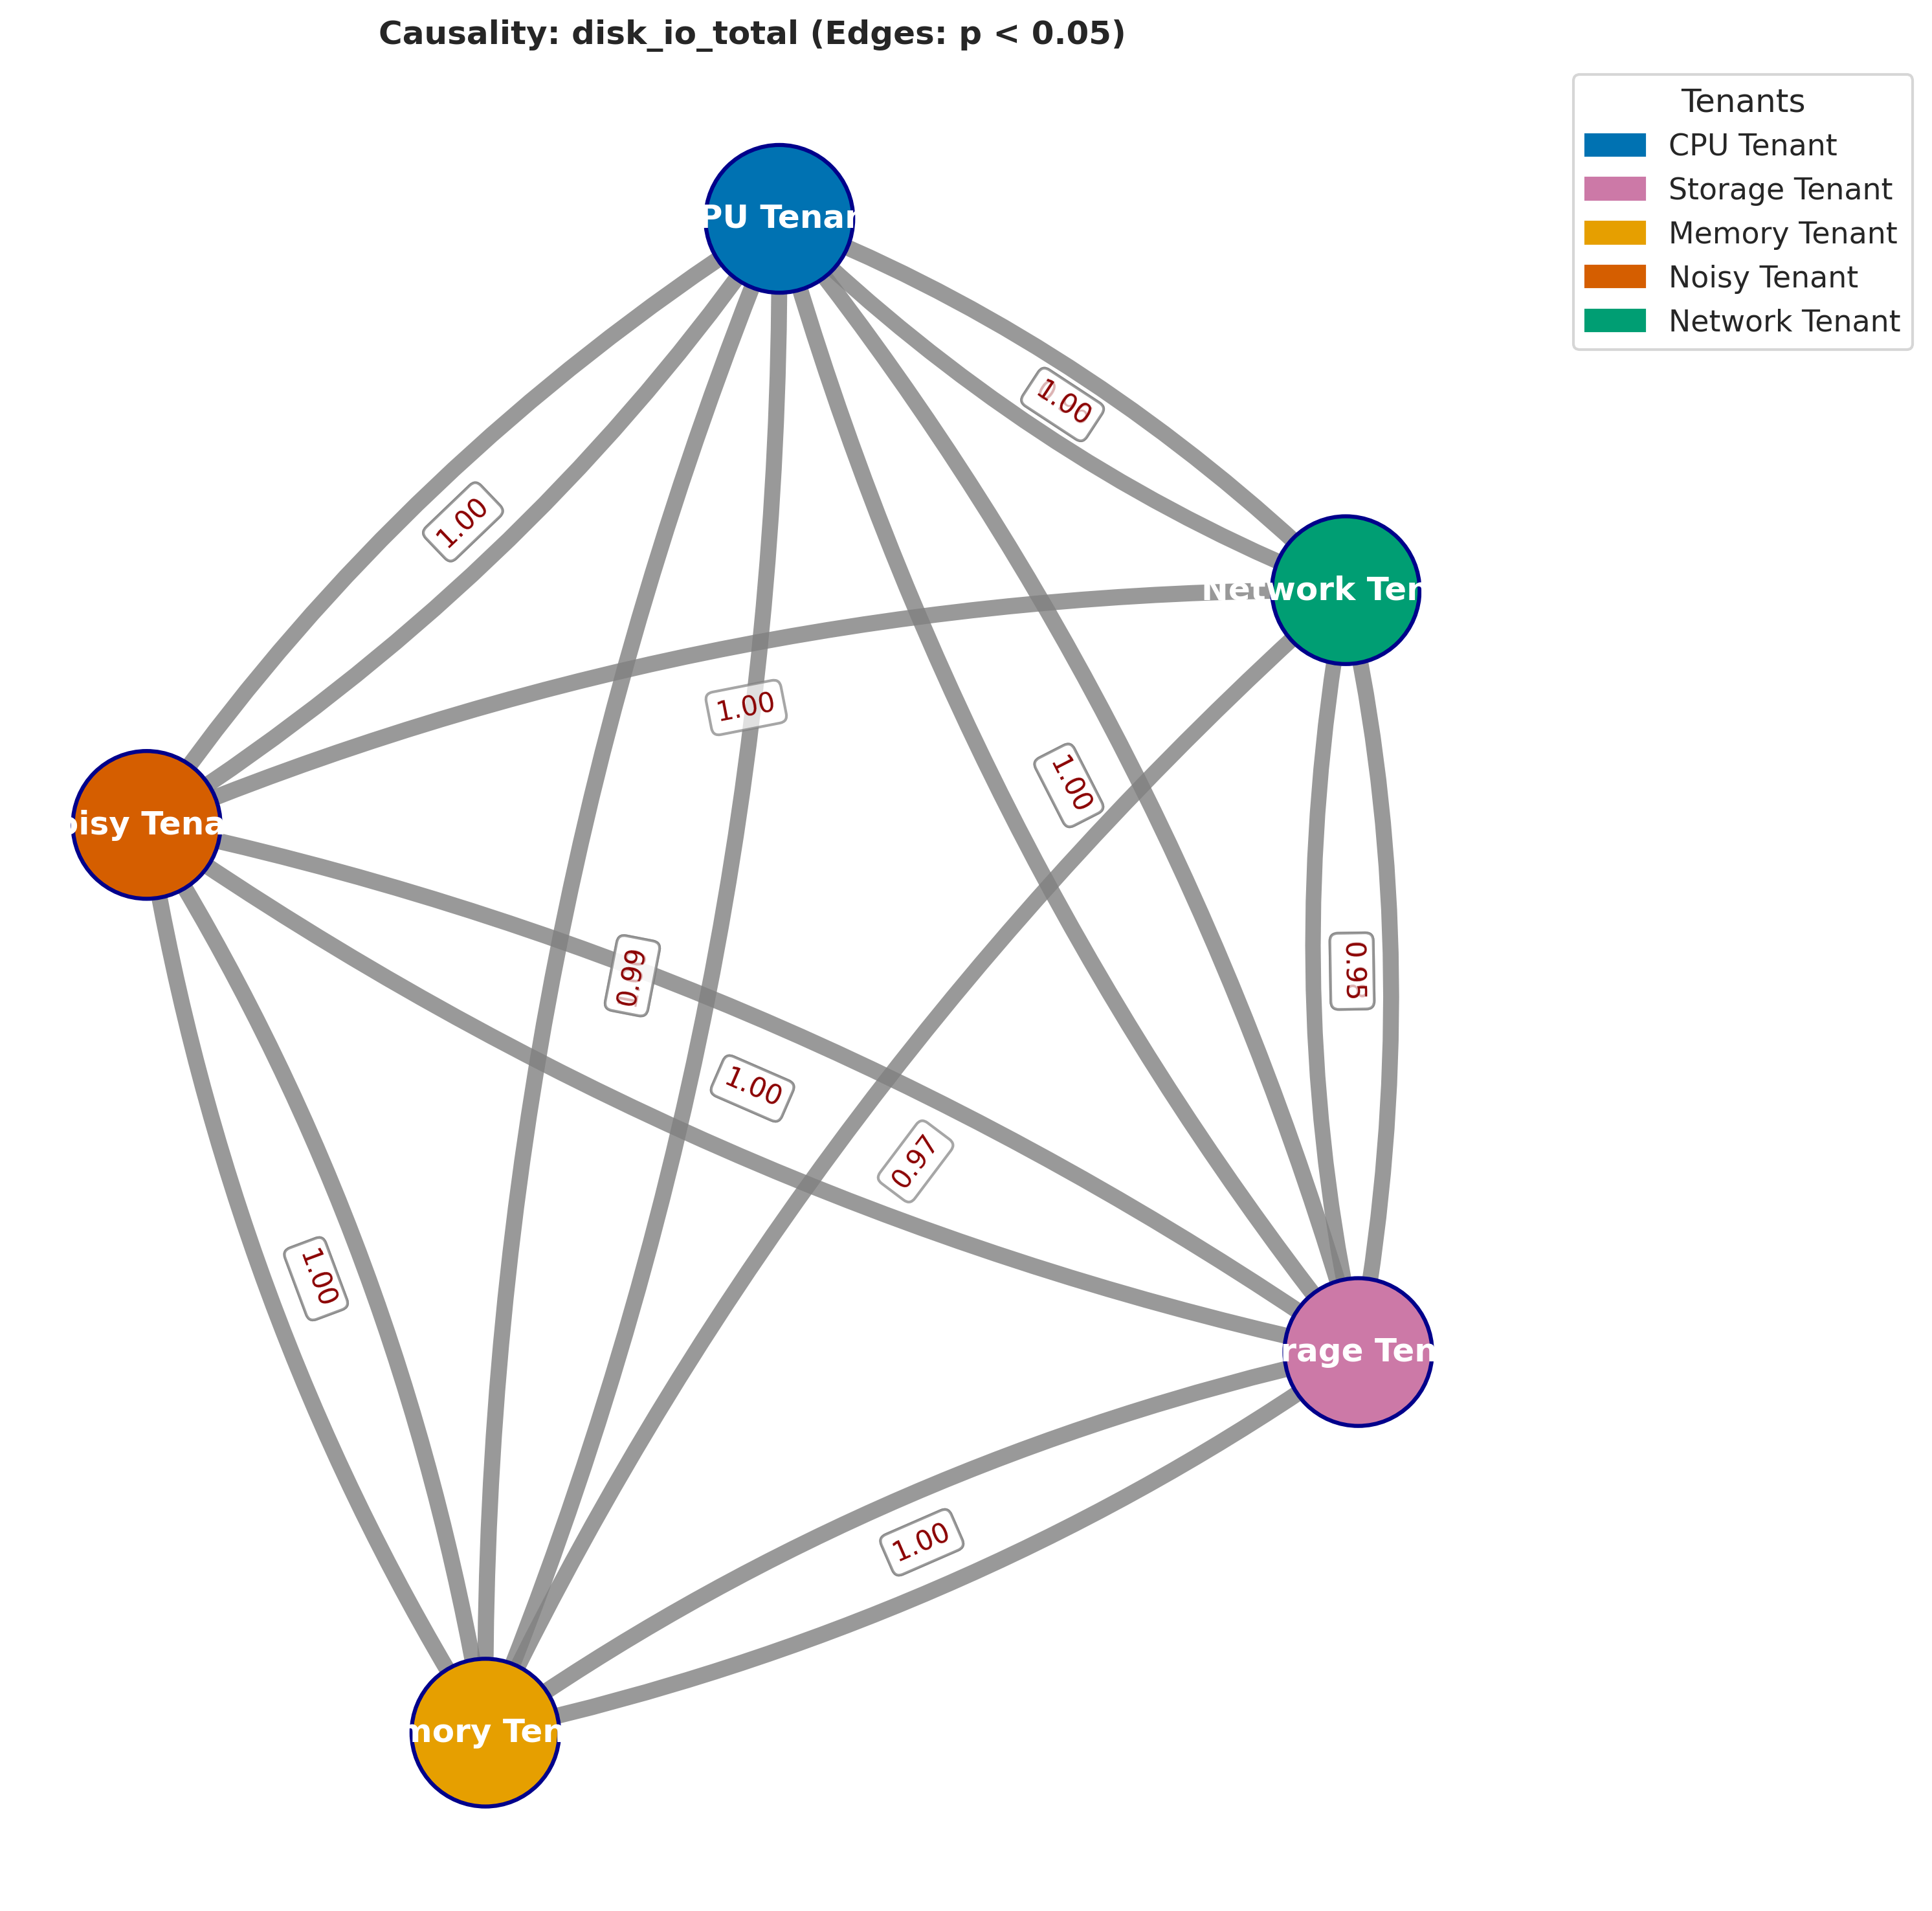 Causality: disk_io_total (Edges: p < 0.05)
Tenants
CPU Tenant
Storage Tenant
Memory Tenant
Noisy Tenant
Network Tenant
PU Tenan
1.00
1.00
Network Ten
1.00
1.00
oisy Tena
0.99
0.95
1.00
0.97
1.00
rage Ten
1.00
mory Ten